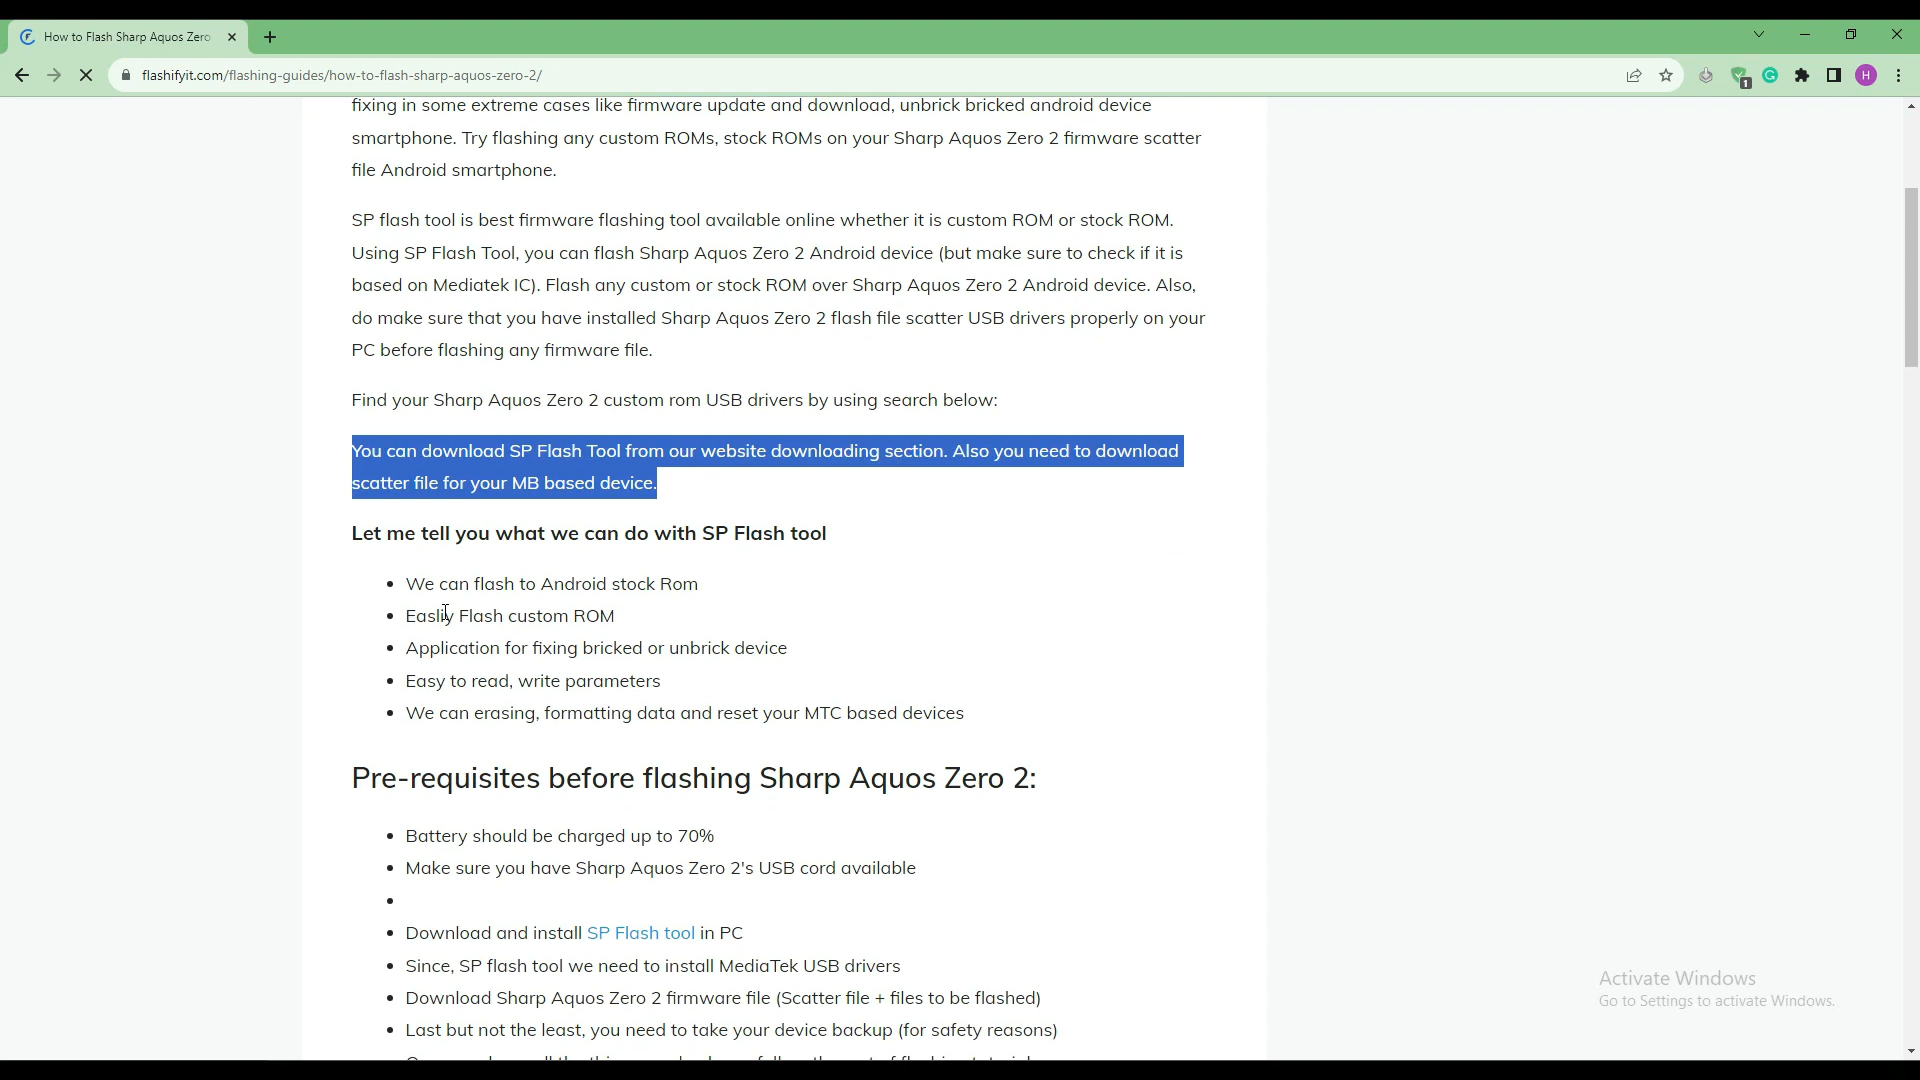 How to Flash Sharp Aquos Zero
flashifyit.com/flashing-guides/how-to-flash-sharp-aquos-zero-2/
1
H
fixing in some extreme cases like firmware update and download, unbrick bricked android device
smartphone. Try flashing any custom ROMs, stock ROMs on your Sharp Aquos Zero 2 firmware scatter
file Android smartphone.
SP flash tool is best firmware flashing tool available online whether it is custom ROM or stock ROM.
Using SP Flash Tool, you can flash Sharp Aquos Zero 2 Android device (but make sure to check if it is
based on Mediatek IC). Flash any custom or stock ROM over Sharp Aquos Zero 2 Android device. Also,
do make sure that you have installed Sharp Aquos Zero 2 flash file scatter USB drivers properly on your
PC before flashing any firmware file.
Find your Sharp Aquos Zero 2 custom rom USB drivers by using search below:
You can download SP Flash Tool from our website downloading section. Also you need to download
scatter file for your MB based device.
Let me tell you what we can do with SP Flash tool
We can flash to Android stock Rom
Easliy Flash custom ROM
Application for fixing bricked or unbrick device
Easy to read, write parameters
We can erasing, formatting data and reset your MTC based devices
Pre-requisites before flashing Sharp Aquos Zero 2:
Battery should be charged up to 70%
Make sure you have Sharp Aquos Zero 2's USB cord available
Download and install SP Flash tool in PC
Since, SP flash tool we need to install MediaTek USB drivers
Download Sharp Aquos Zero 2 firmware file (Scatter file + files to be flashed)
Last but not the least, you need to take your device backup (for safety reasons)
Activate Windows
Go to Settings to activate Windows.